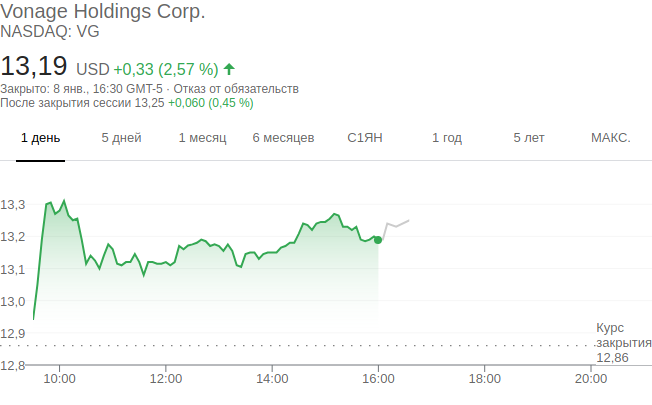 Vonage Holdings Corp.
NASDAQ: VG
13,19 USD +0,33 (2,57 %)
Закрыто: 8 янв., 16:30 GMT-5 · Отказ от обязательств
После закрытия сессии 13,25 +0,060 (0,45 %)
1 день 5 дней 1 месяц 6 месяцев С1ЯН 1 год 5 лет МАКС.
13,3
13,2
13,1
13,0
12,9
12,8
Курс
закрытия
12,86
10:00 12:00 14:00 16:00 18:00 20:00